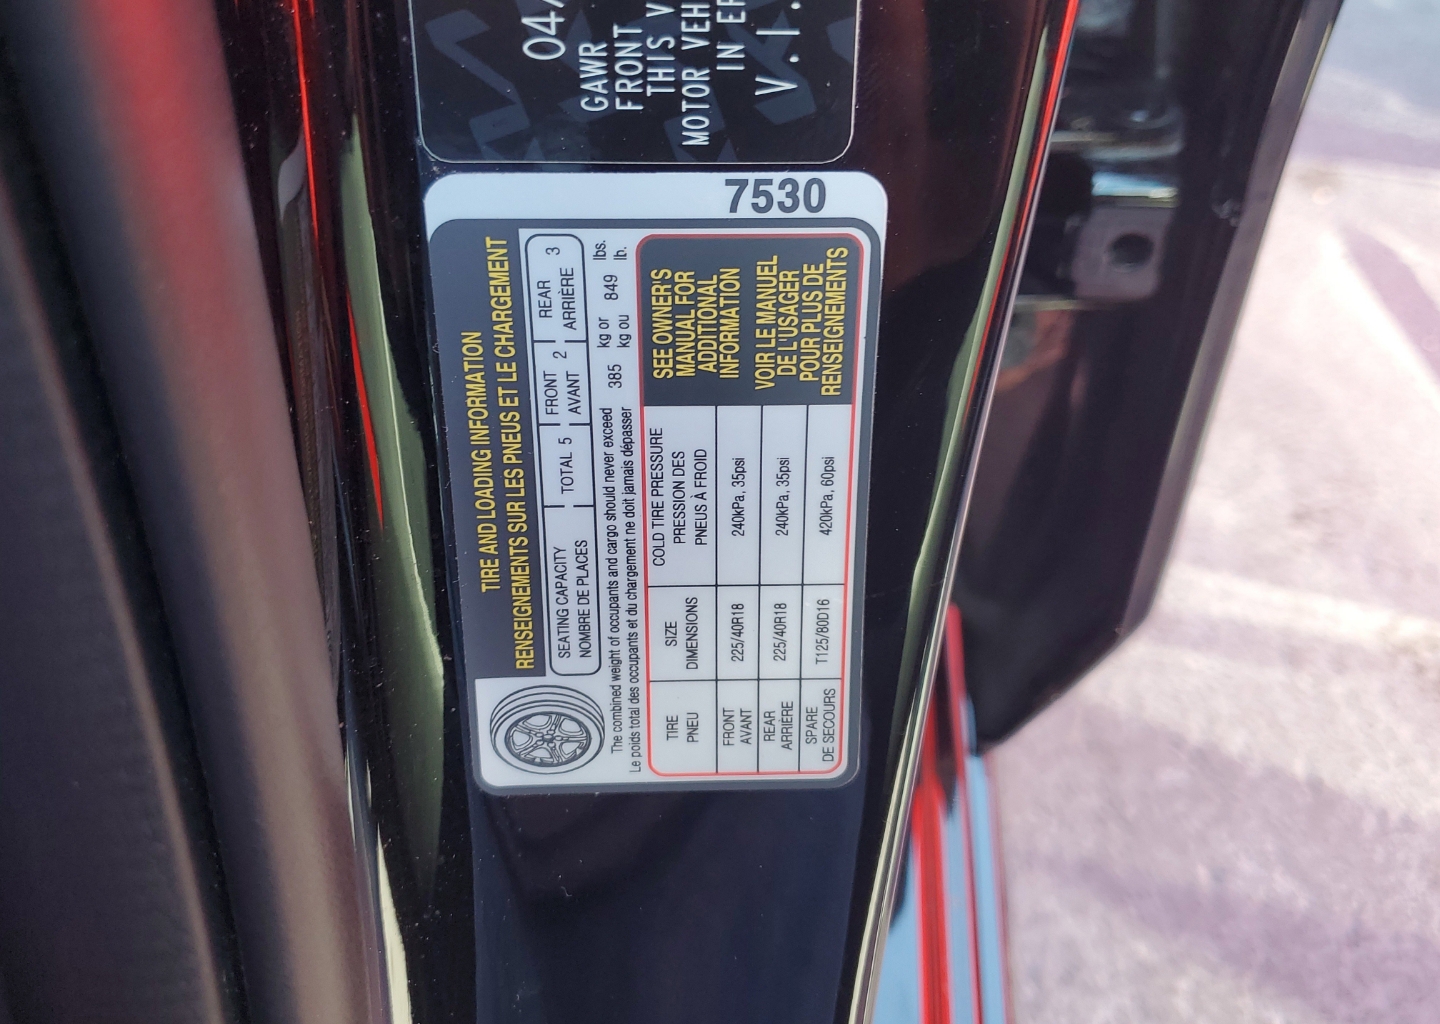 04/
GAWR
FRONT
THIS V
MOTOR VEH
IN EF
V.I.
7530
TIRE AND LOADING INFORMATION
RENSEIGNEMENTS SUR LES PNEUS ET LE CHARGEMENT
SEATING CAPACITY
NOMBRE DE PLACES
TOTAL 5
FRONT
AVANT 2
REAR
ARRIÈRE 3
The combined weight of occupants and cargo should never exceed 385 kg or 849 lbs.
Le poids total des occupants et du chargement ne doit jamais dépasser kg ou lb.
TIRE
PNEU
SIZE
DIMENSIONS
COLD TIRE PRESSURE
PRESSION DES
PNEUS À FROID
FRONT
AVANT
225/40R18
240kPa, 35psi
REAR
ARRIÈRE
225/40R18
240kPa, 35psi
SPARE
DE SECOURS
T125/80D16
420kPa, 60psi
SEE OWNER'S
MANUAL FOR
ADDITIONAL
INFORMATION
VOIR LE MANUEL
DE L'USAGER
POUR PLUS DE
RENSEIGNEMENTS